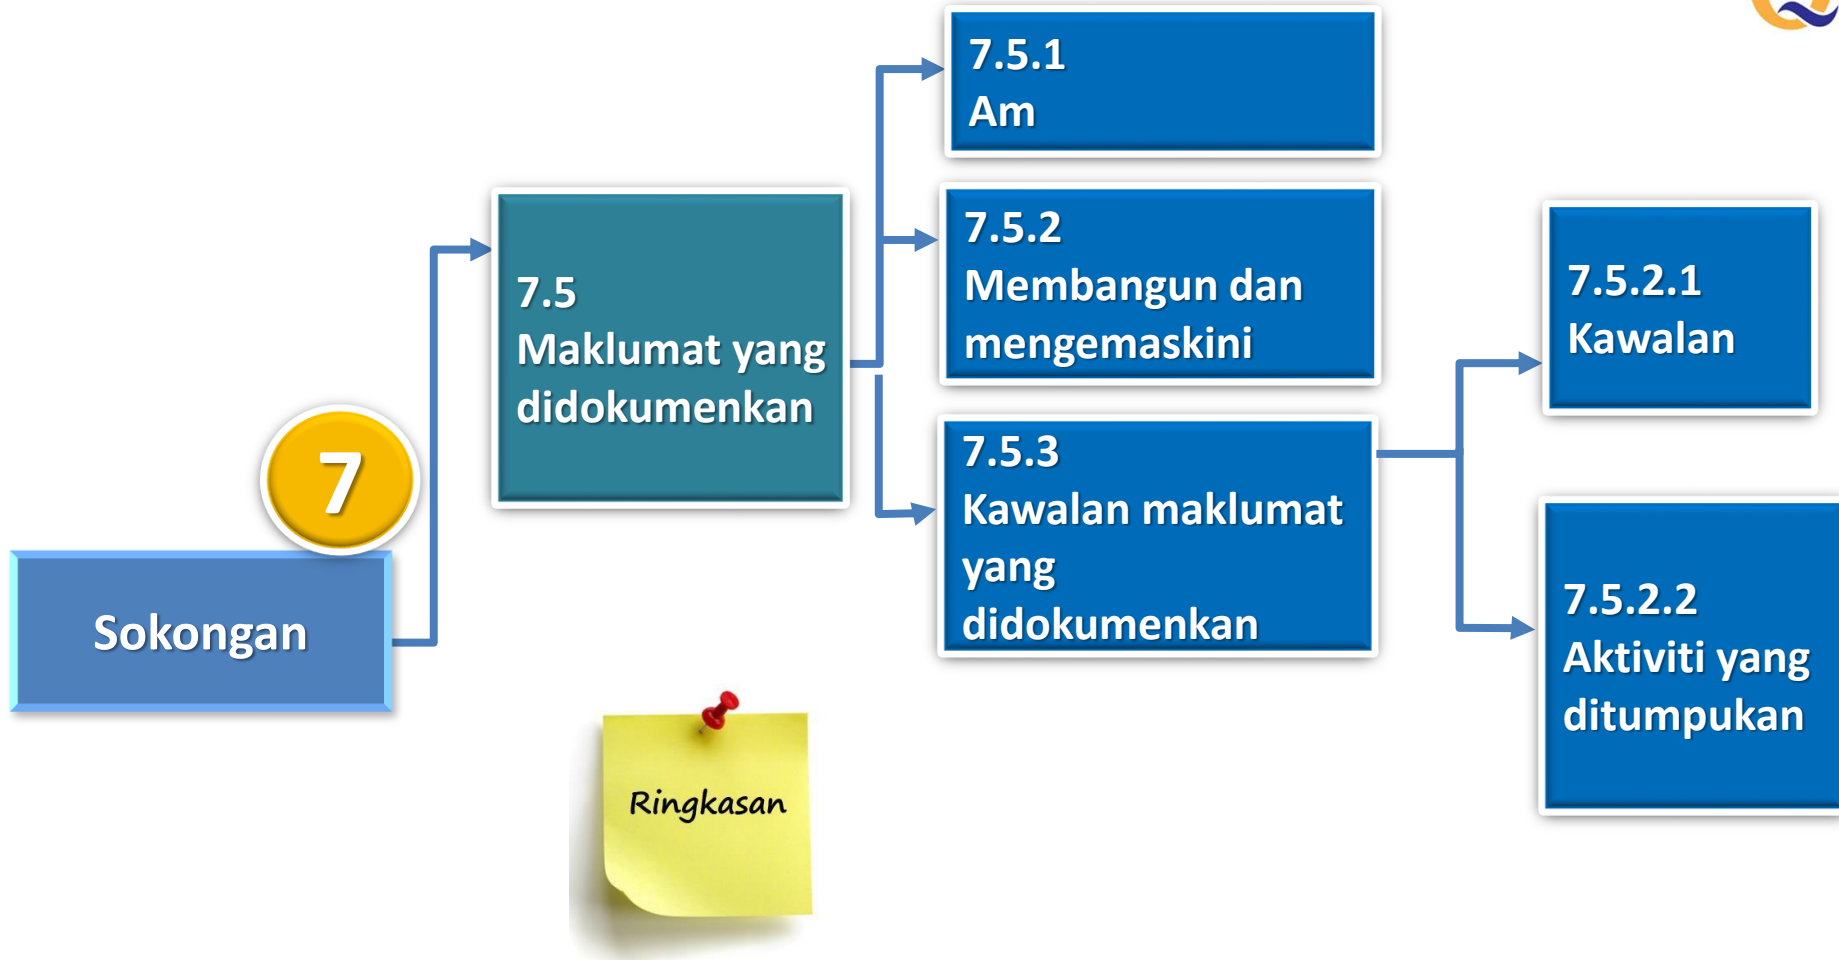 7
Sokongan
7.5
Maklumat yang
didokumenkan
7.5.1
Am
7.5.2
Membangun dan
mengemaskini
7.5.3
Kawalan maklumat
yang
didokumenkan
7.5.2.1
Kawalan
7.5.2.2
Aktiviti yang
ditumpukan
Ringkasan